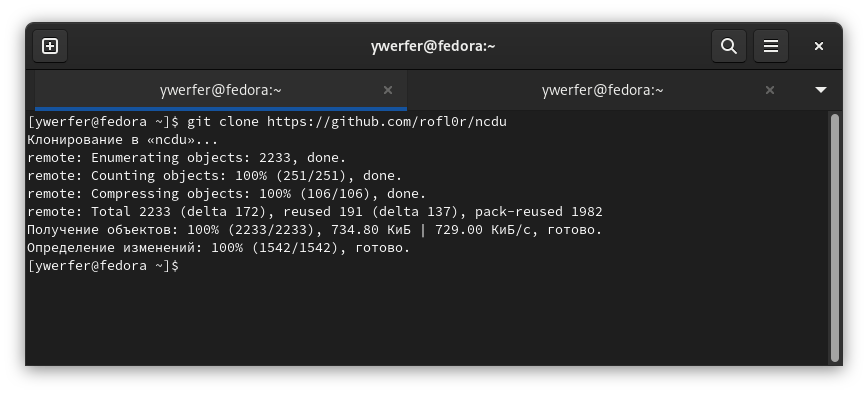 ywerfer@fedora:~
ywerfer@fedora:~
ywerfer@fedora:~
[ywerfer@fedora ~]$ git clone https://github.com/rofl0r/ncdu
Клонирование в «ncdu»...
remote: Enumerating objects: 2233, done.
remote: Counting objects: 100% (251/251), done.
remote: Compressing objects: 100% (106/106), done.
remote: Total 2233 (delta 172), reused 191 (delta 137), pack-reused 1982
Получение объектов: 100% (2233/2233), 734.80 КиБ | 729.00 КиБ/с, готово.
Определение изменений: 100% (1542/1542), готово.
[ywerfer@fedora ~]$